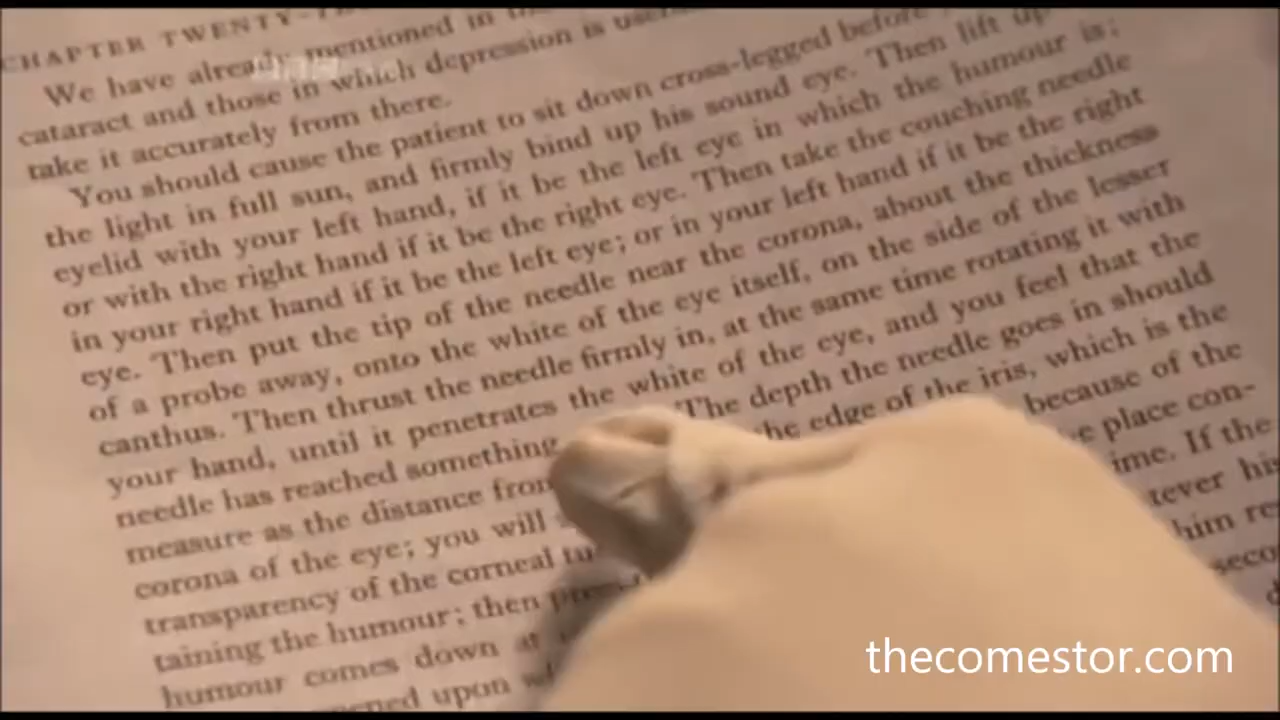 CHAPTER TWENTY-
We have already mentioned in the
cataract and those in which depression is
take it accurately from there.
You should cause the patient to sit down cross-legged before
the light in full sun, and firmly bind up his sound eye. Then lift up
eyelid with your left hand, if it be the left eye in which the humour is;
or with the right hand if it be the right eye. Then take the couching needle
in your right hand if it be the left eye; or in your left hand if it be the right
eye. Then put the tip of the needle near the corona, about the thickness
of a probe away, onto the white of the eye itself, on the side of the lesser
canthus. Then thrust the needle firmly in, at the same time rotating it with
your hand, until it penetrates the white of the eye, and you feel that the
needle has reached something The depth the needle goes in should
measure as the distance from the edge of the iris, which is the
corona of the eye; you will because of the
transparency of the corneal place con-
taining the humour; then ime. If the
humour comes down at his
upon him
thecomestor.com